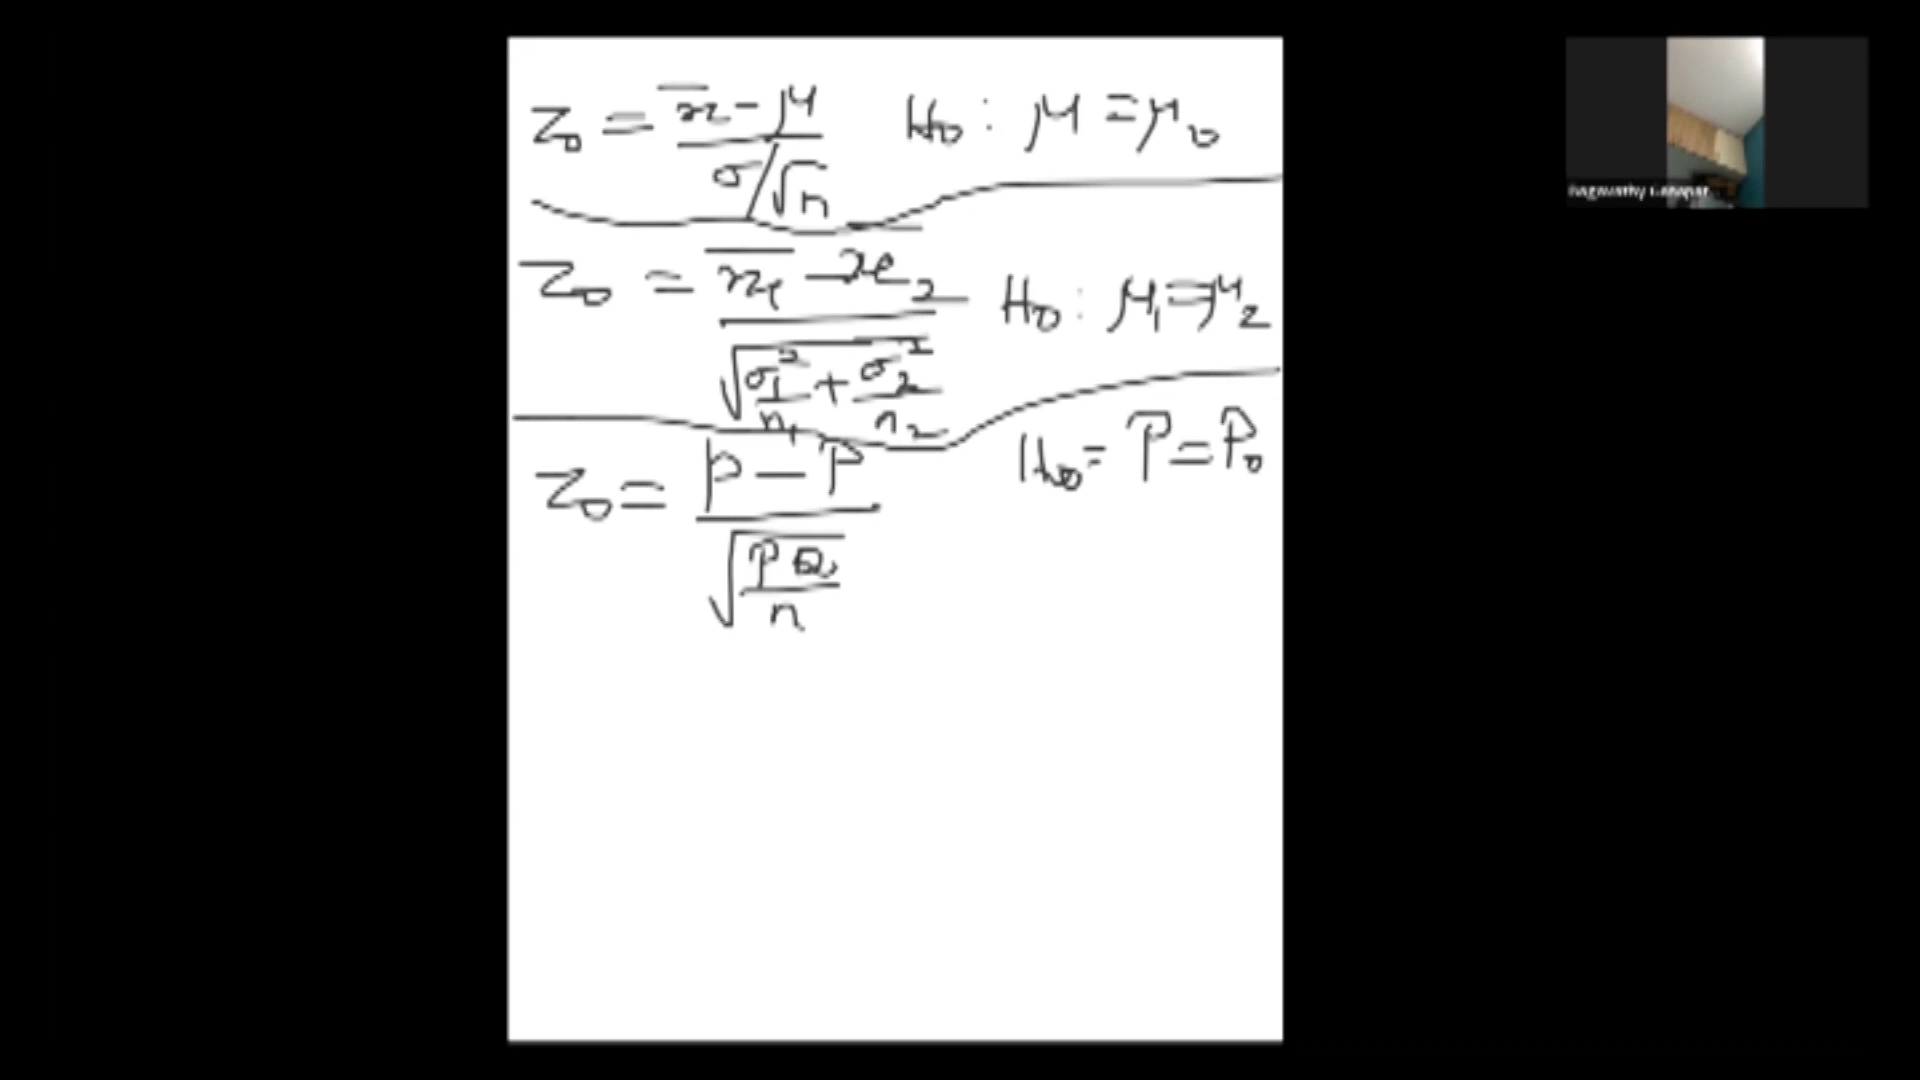 Z₀ = (x̄ - μ) / (σ/√n)   H₀ : μ = μ₀
Z₀ = (x̄₁ - x̄₂) / √(σ₁²/n₁ + σ₂²/n₂)   H₀ : μ₁ = μ₂
Z₀ = (p - P) / √(PQ/n)   H₀ = P = P₀